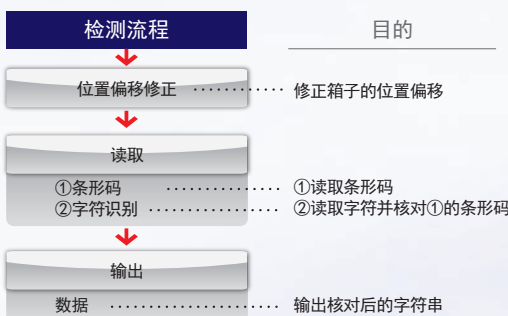 检测流程 目的
位置偏移修正 ············ 修正箱子的位置偏移
读取
①条形码 ··············· ①读取条形码
②字符识别 ················· ②读取字符并核对①的条形码
输出
数据 ····················· 输出核对后的字符串